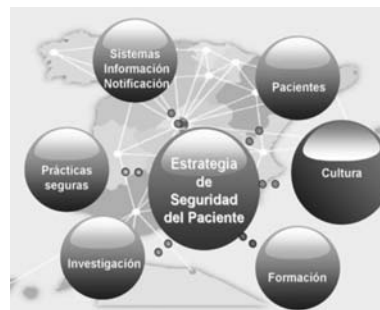 Sistemas
Información
Notificación
Pacientes
Estrategia
de
Seguridad
del Paciente
Prácticas
seguras
Cultura
Investigación
Formación